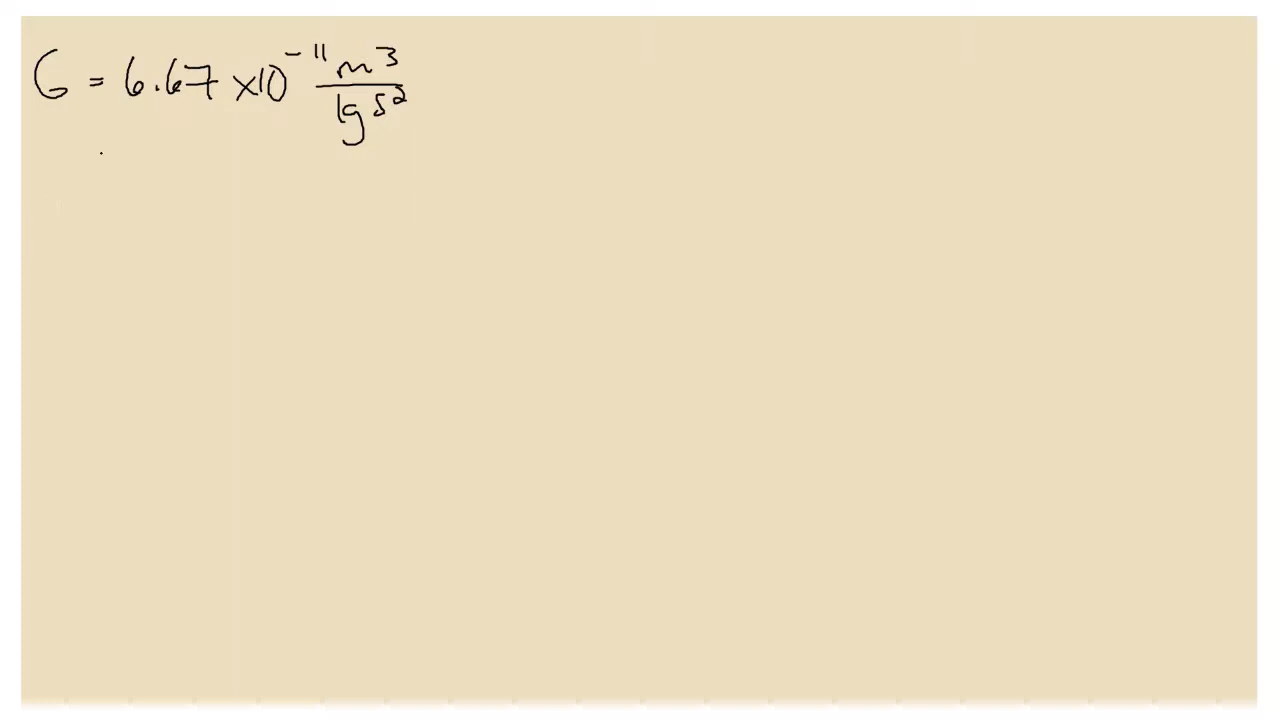 G = 6.67 ×10⁻¹¹ m³/kg s²